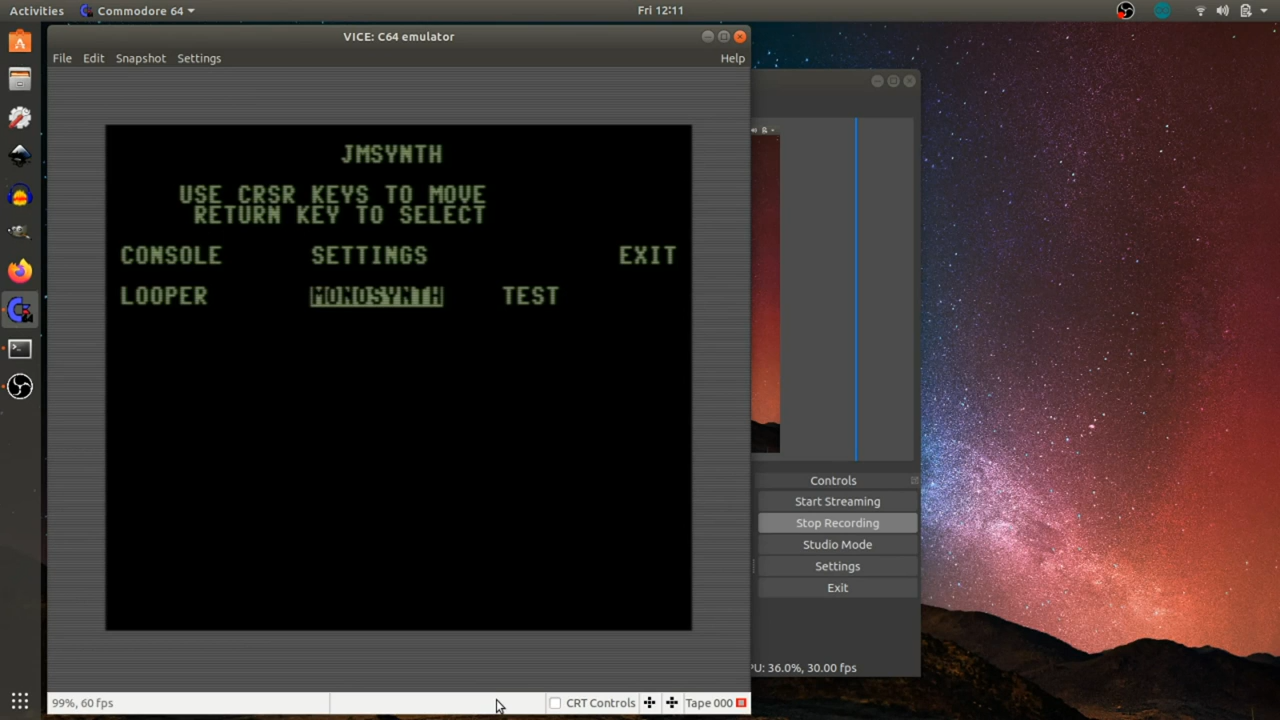 Activities Commodore 64 Fri 12:11
VICE: C64 emulator
File Edit Snapshot Settings Help
JMSYNTH
USE CRSR KEYS TO MOVE
RETURN KEY TO SELECT
CONSOLE SETTINGS EXIT
LOOPER MONOSYNTH TEST
99%, 60 fps
CRT Controls Tape 000
Controls
Start Streaming
Stop Recording
Studio Mode
Settings
Exit
PU: 36.0%, 30.00 fps